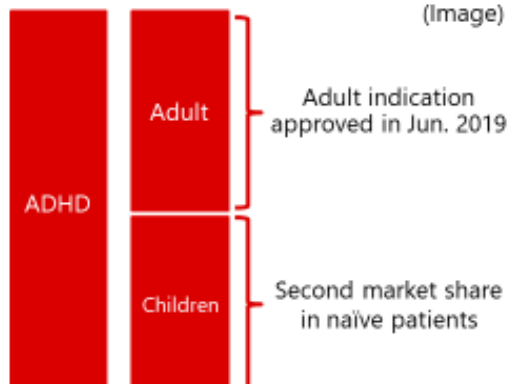 (Image)
ADHD
Adult
Adult indication
approved in Jun. 2019
Children
Second market share
in naïve patients